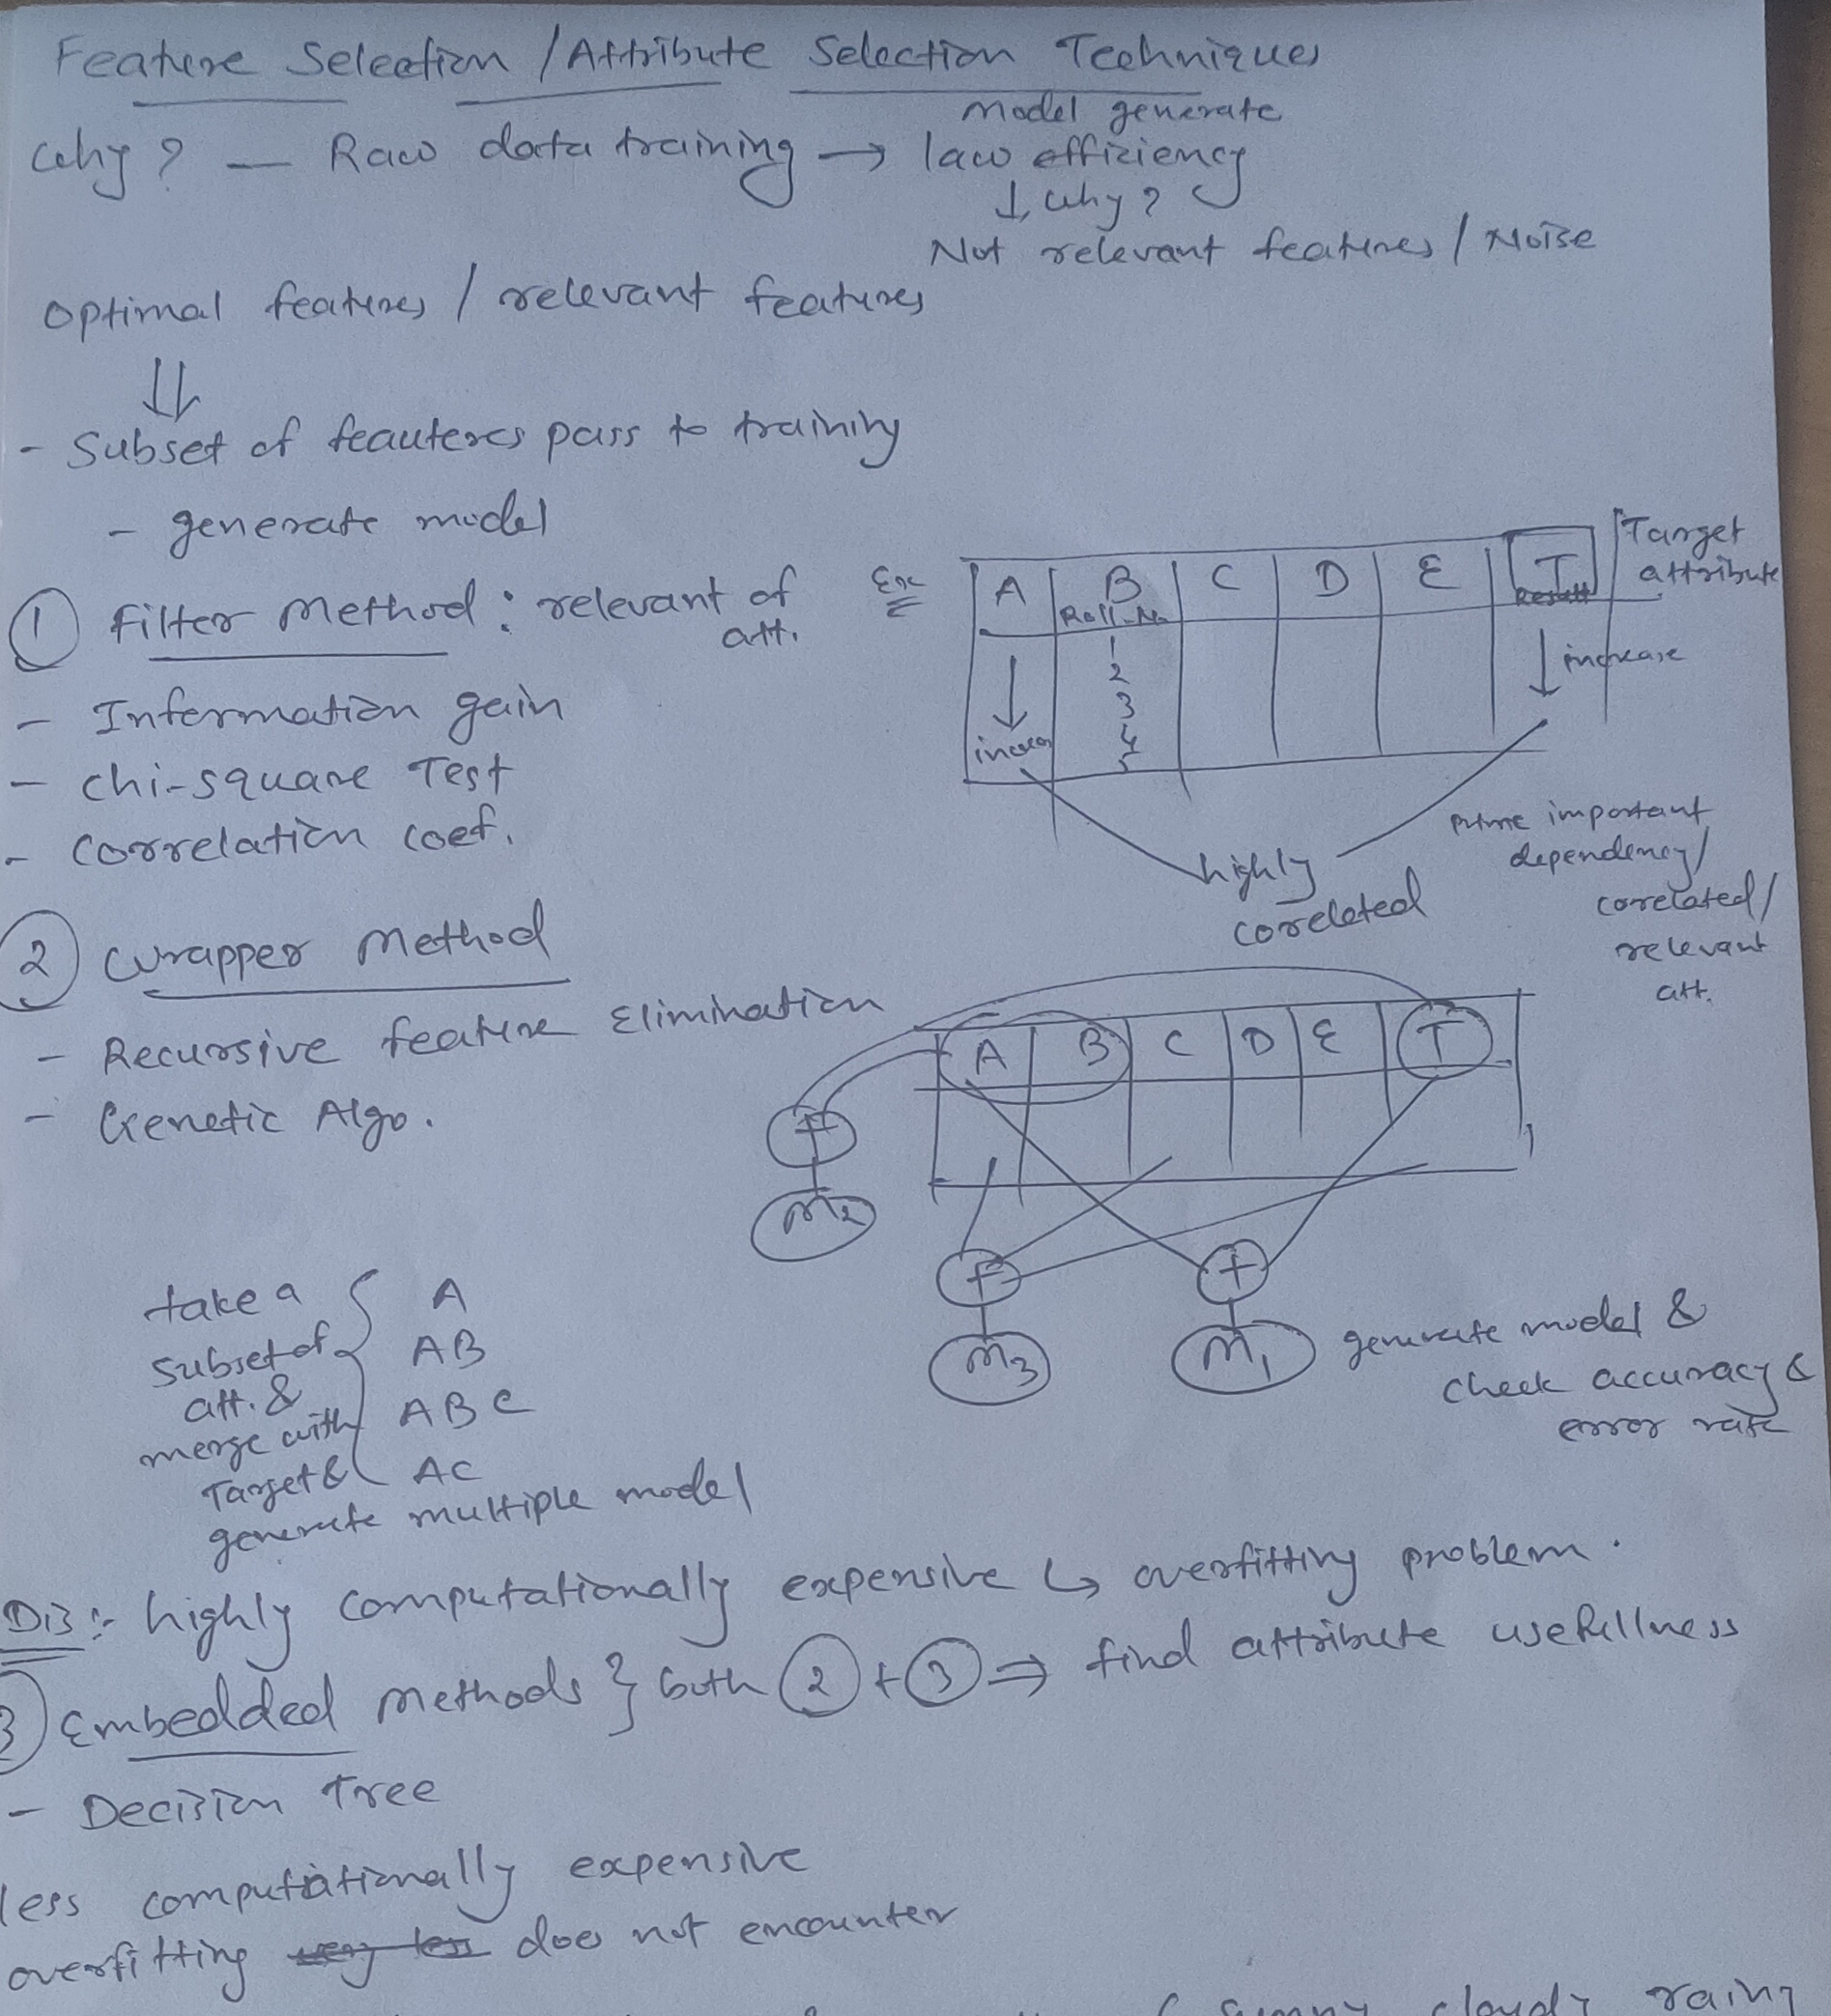 Feature Selection / Attribute Selection Techniques
Why? — Raw data training → model generate
law efficiency
↓ why?
Not relevant features / Noise
Optimal features / relevant features
⇓
- Subset of feauteres pass to training
- generate model
① Filter Method : relevant of
att.
- Information gain
- Chi-square Test
- Correlation coef.
Ex
A B C D E T
Roll-No Result
Target
attribute
1
2
3
4
5
increase
highly
corelated
prime important
dependency/
correlated/
relevant
att.
② Wrapper Method
- Recursive feature Elimination
- Genetic Algo.
A B C D E T
+
M2
+
M3
+
M1
generate model &
check accuracy &
error rate
take a
subset of
att. &
merge with
Target &
generate multiple model
A
AB
ABC
AC
Dis :- highly computationally expensive ↳ overfitting problem.
3 Embedded Methods } both ② + ③ ⇒ find attribute usefullness
- Decision Tree
less computationally expensive
overfitting very less does not encounter
sunny cloudy rainy